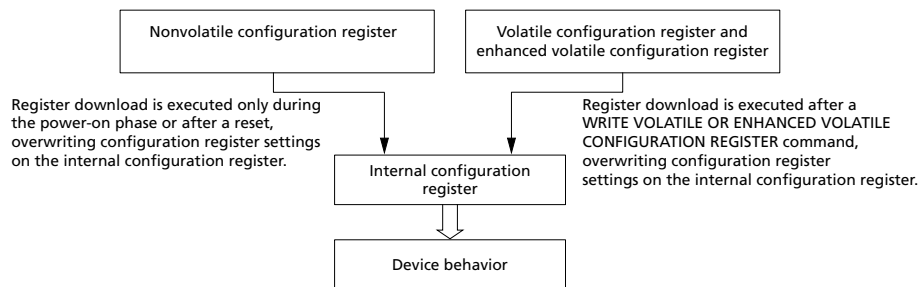 Nonvolatile configuration register
Volatile configuration register and
enhanced volatile configuration register
Register download is executed only during
the power-on phase or after a reset,
overwriting configuration register settings
on the internal configuration register.
Register download is executed after a
WRITE VOLATILE OR ENHANCED VOLATILE
CONFIGURATION REGISTER command,
overwriting configuration register
settings on the internal configuration register.
Internal configuration
register
Device behavior